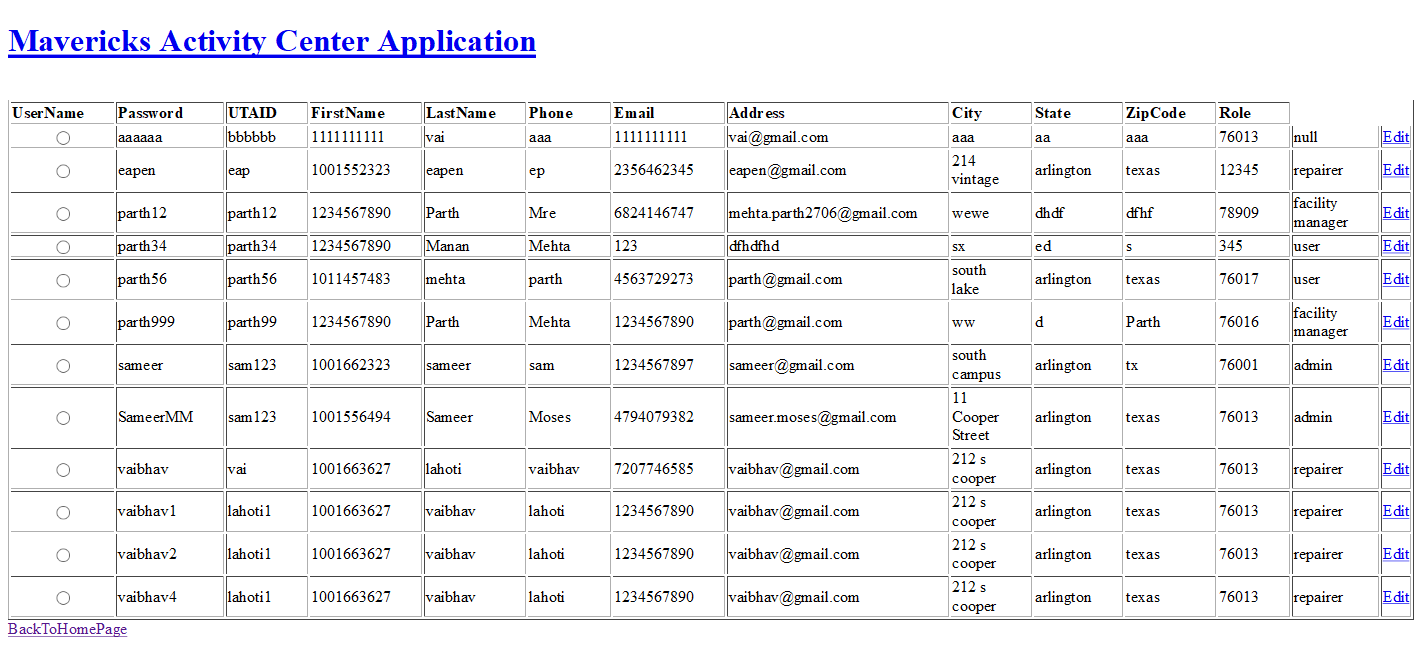 Mavericks Activity Center Application
UserName Password UTAID FirstName LastName Phone Email Address City State ZipCode Role
aaaaaa bbbbbb 1111111111 vai aaa 1111111111 vai@gmail.com aaa aa aaa 76013 null Edit
eapen eap 1001552323 eapen ep 2356462345 eapen@gmail.com 214 vintage arlington texas 12345 repairer Edit
parth12 parth12 1234567890 Parth Mre 6824146747 mehta.parth2706@gmail.com wewe dhdf dfhf 78909 facility manager Edit
parth34 parth34 1234567890 Manan Mehta 123 dfhdfhd sx ed s 345 user Edit
parth56 parth56 1011457483 mehta parth 4563729273 parth@gmail.com south lake arlington texas 76017 user Edit
parth999 parth99 1234567890 Parth Mehta 1234567890 parth@gmail.com ww d Parth 76016 facility manager Edit
sameer sam123 1001662323 sameer sam 1234567897 sameer@gmail.com south campus arlington tx 76001 admin Edit
SameerMM sam123 1001556494 Sameer Moses 4794079382 sameer.moses@gmail.com 11 Cooper Street arlington texas 76013 admin Edit
vaibhav vai 1001663627 lahoti vaibhav 7207746585 vaibhav@gmail.com 212 s cooper arlington texas 76013 repairer Edit
vaibhav1 lahoti1 1001663627 vaibhav lahoti 1234567890 vaibhav@gmail.com 212 s cooper arlington texas 76013 repairer Edit
vaibhav2 lahoti1 1001663627 vaibhav lahoti 1234567890 vaibhav@gmail.com 212 s cooper arlington texas 76013 repairer Edit
vaibhav4 lahoti1 1001663627 vaibhav lahoti 1234567890 vaibhav@gmail.com 212 s cooper arlington texas 76013 repairer Edit
BackToHomePage